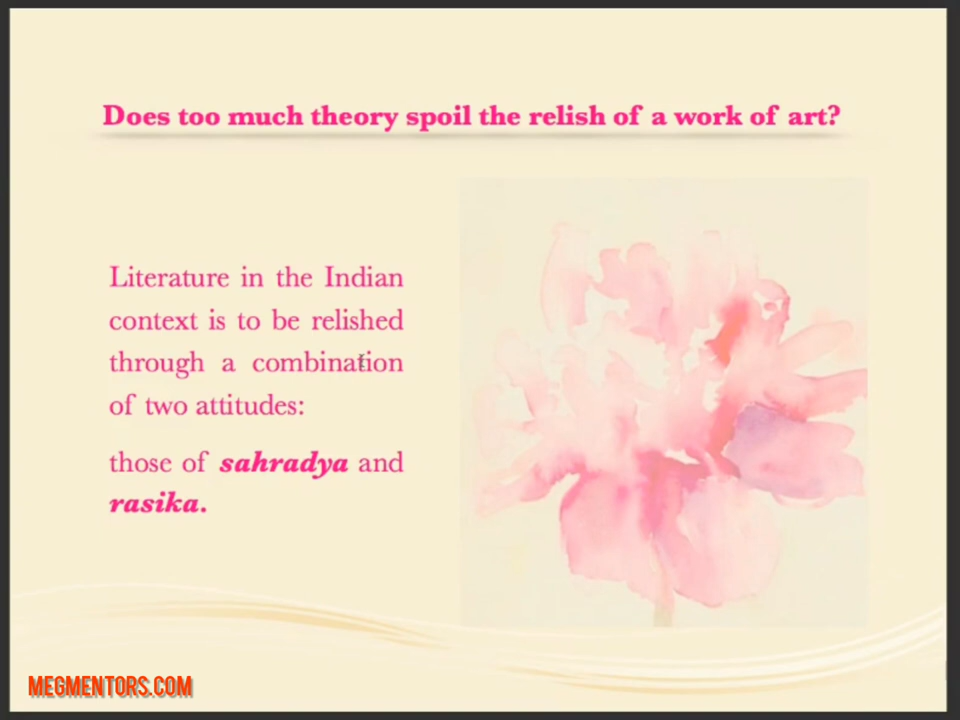 Does too much theory spoil the relish of a work of art?
Literature in the Indian
context is to be relished
through a combination
of two attitudes:
those of sahradya and
rasika.
MEGMENTORS.COM